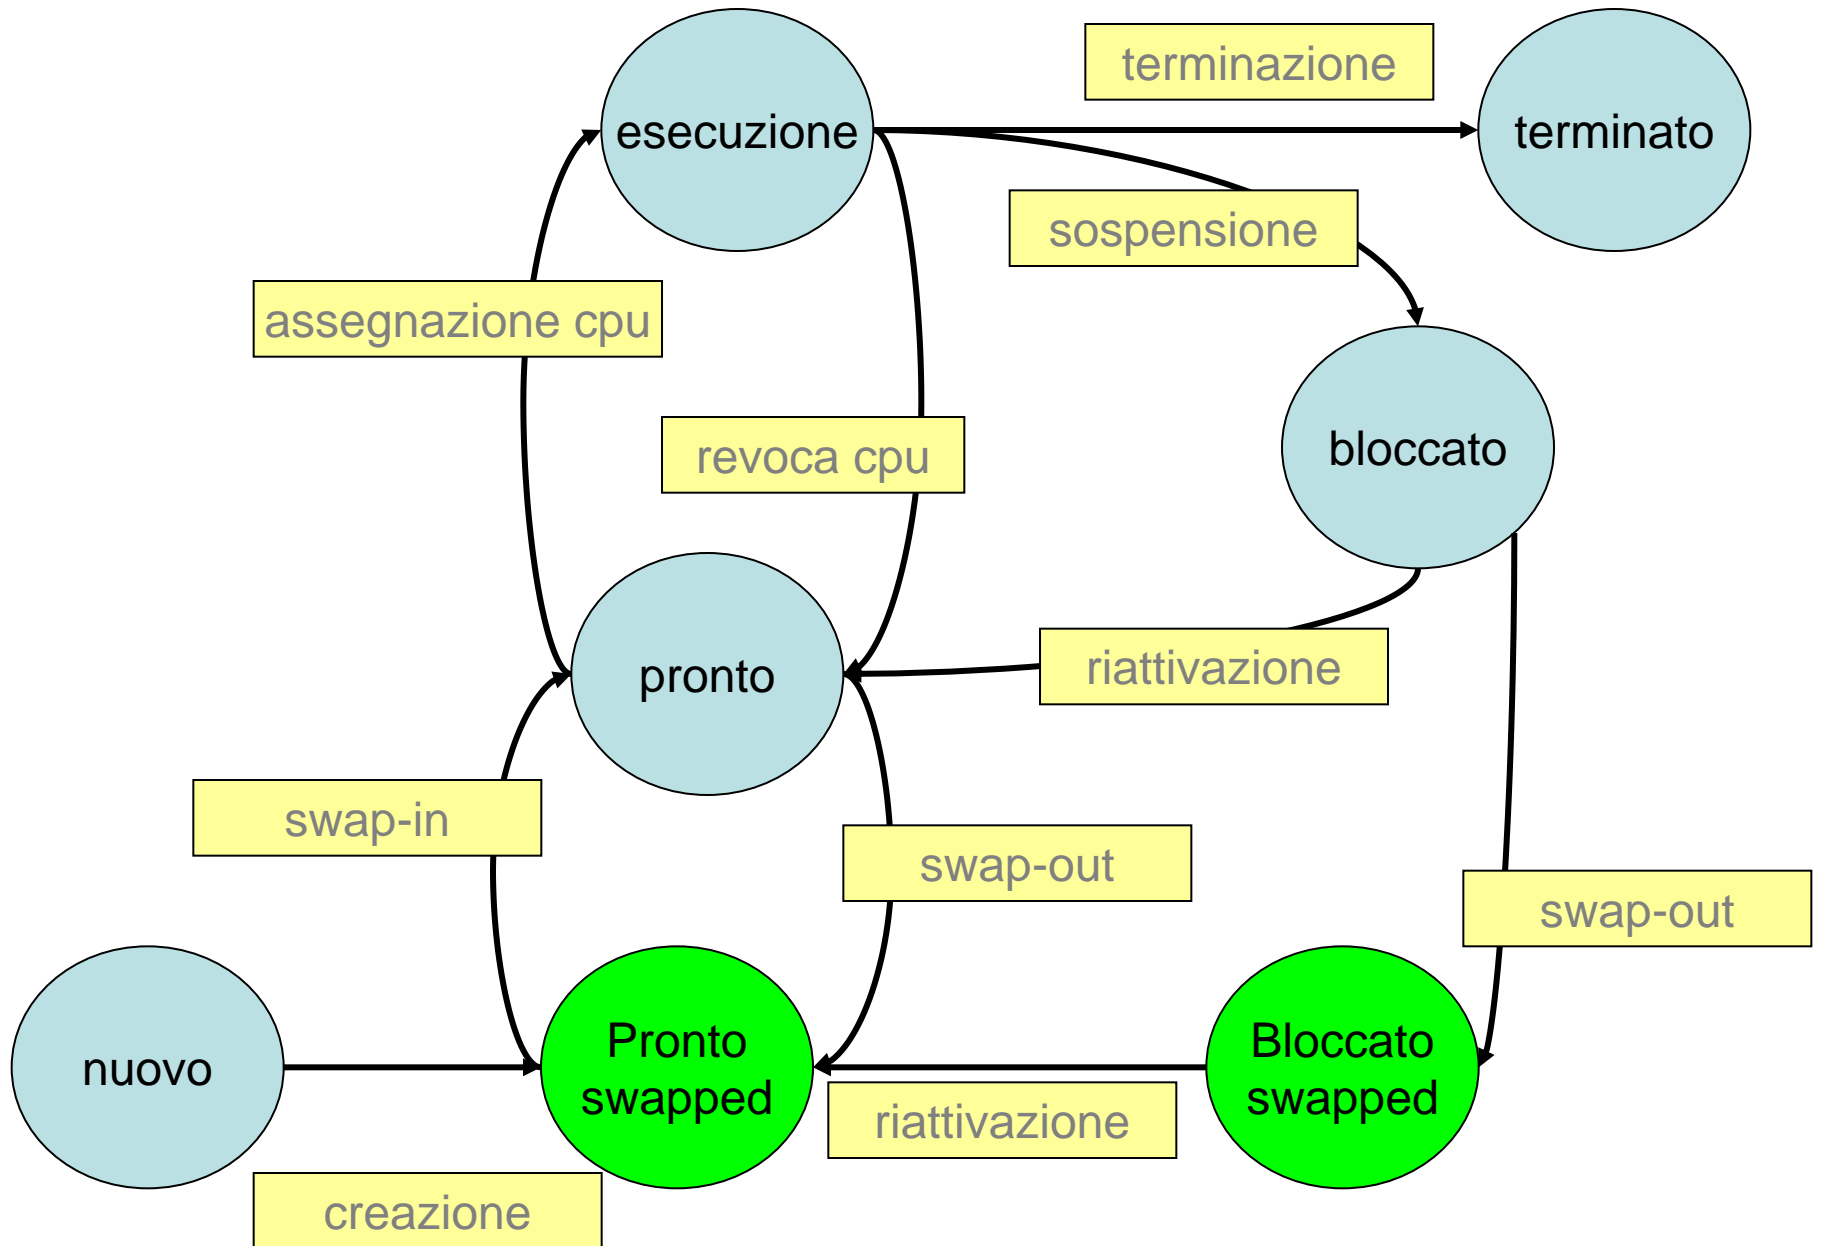 terminazione
esecuzione
terminato
sospensione
assegnazione cpu
revoca cpu
bloccato
pronto
riattivazione
swap-in
swap-out
swap-out
nuovo
Pronto
swapped
Bloccato
swapped
riattivazione
creazione